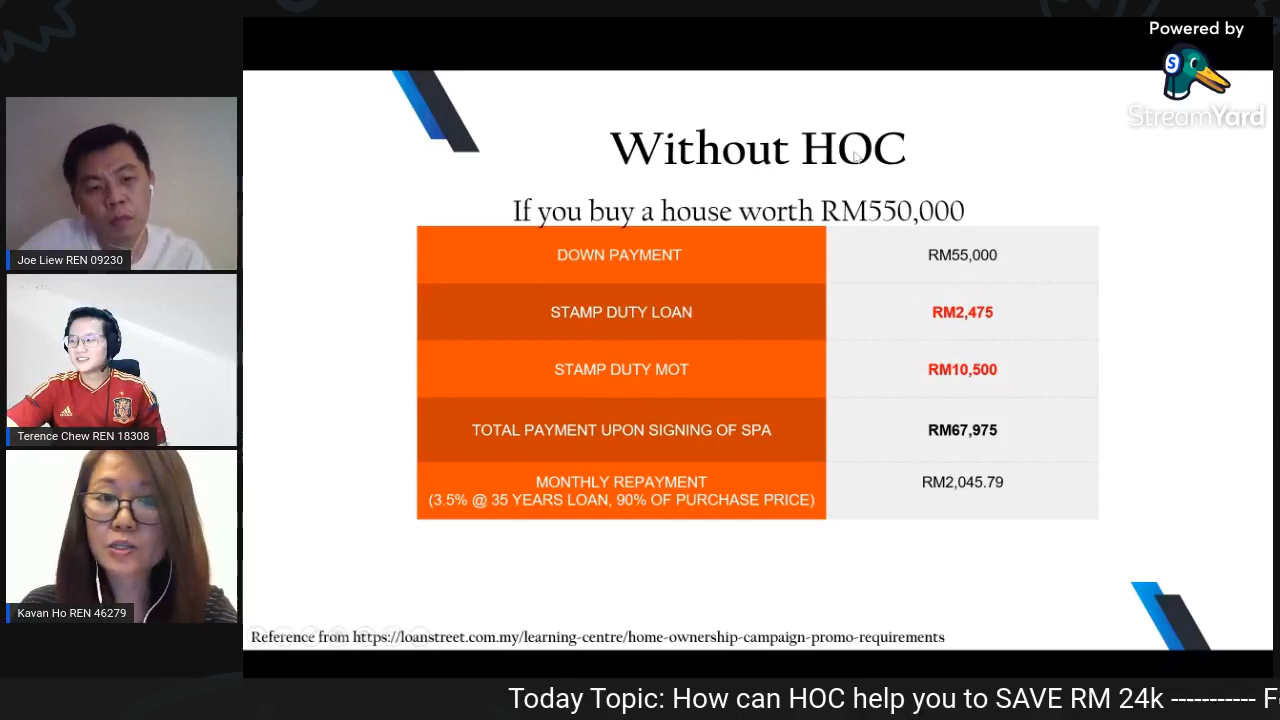 Powered by
StreamYard
Joe Liew REN 09230
Terence Chew REN 18308
Kavan Ho REN 46279
Without HOC
If you buy a house worth RM550,000
DOWN PAYMENT RM55,000
STAMP DUTY LOAN RM2,475
STAMP DUTY MOT RM10,500
TOTAL PAYMENT UPON SIGNING OF SPA RM67,975
MONTHLY REPAYMENT RM2,045.79
(3.5% @ 35 YEARS LOAN, 90% OF PURCHASE PRICE)
Reference from https://loanstreet.com.my/learning-centre/home-ownership-campaign-promo-requirements
Today Topic: How can HOC help you to SAVE RM 24k ----------- F